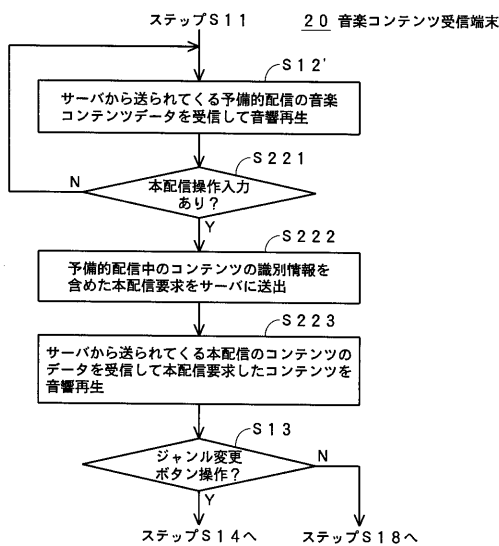 ステップS11
20 音楽コンテンツ受信端末
S12'
サーバから送られてくる予備的配信の音楽
コンテンツデータを受信して音響再生
S221
N
本配信操作入力
あり？
Y
S222
予備的配信中のコンテンツの識別情報を
含めた本配信要求をサーバに送出
S223
サーバから送られてくる本配信のコンテンツの
データを受信して本配信要求したコンテンツを
音響再生
S13
ジャンル変更
ボタン操作？
N
Y
ステップS14へ
ステップS18へ